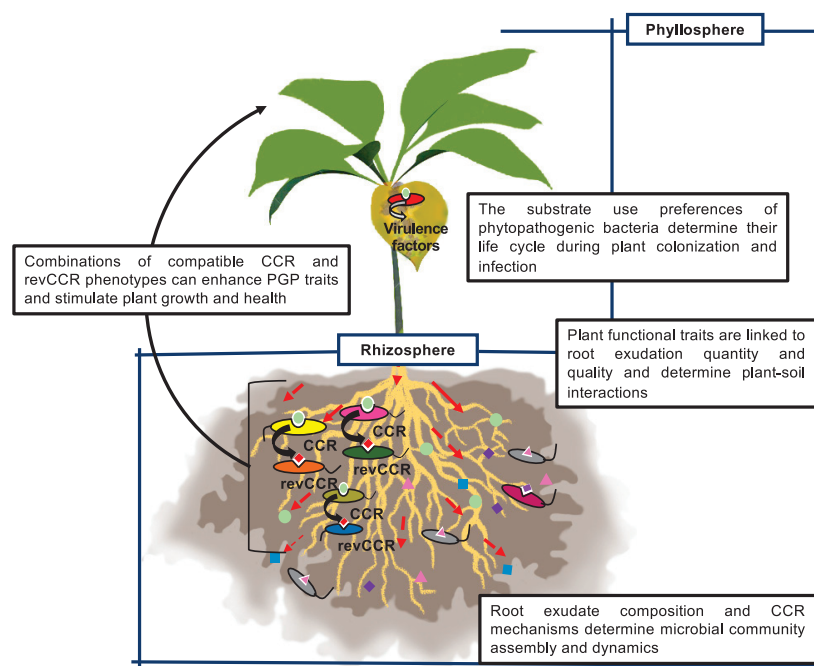 Phyllosphere
Virulence
factors
The substrate use preferences of
phytopathogenic bacteria determine their
life cycle during plant colonization and
infection
Combinations of compatible CCR and
revCCR phenotypes can enhance PGP traits
and stimulate plant growth and health
Plant functional traits are linked to
root exudation quantity and
quality and determine plant-soil
interactions
Rhizosphere
CCR
revCCR
CCR
revCCR
CCR
revCCR
Root exudate composition and CCR
mechanisms determine microbial community
assembly and dynamics